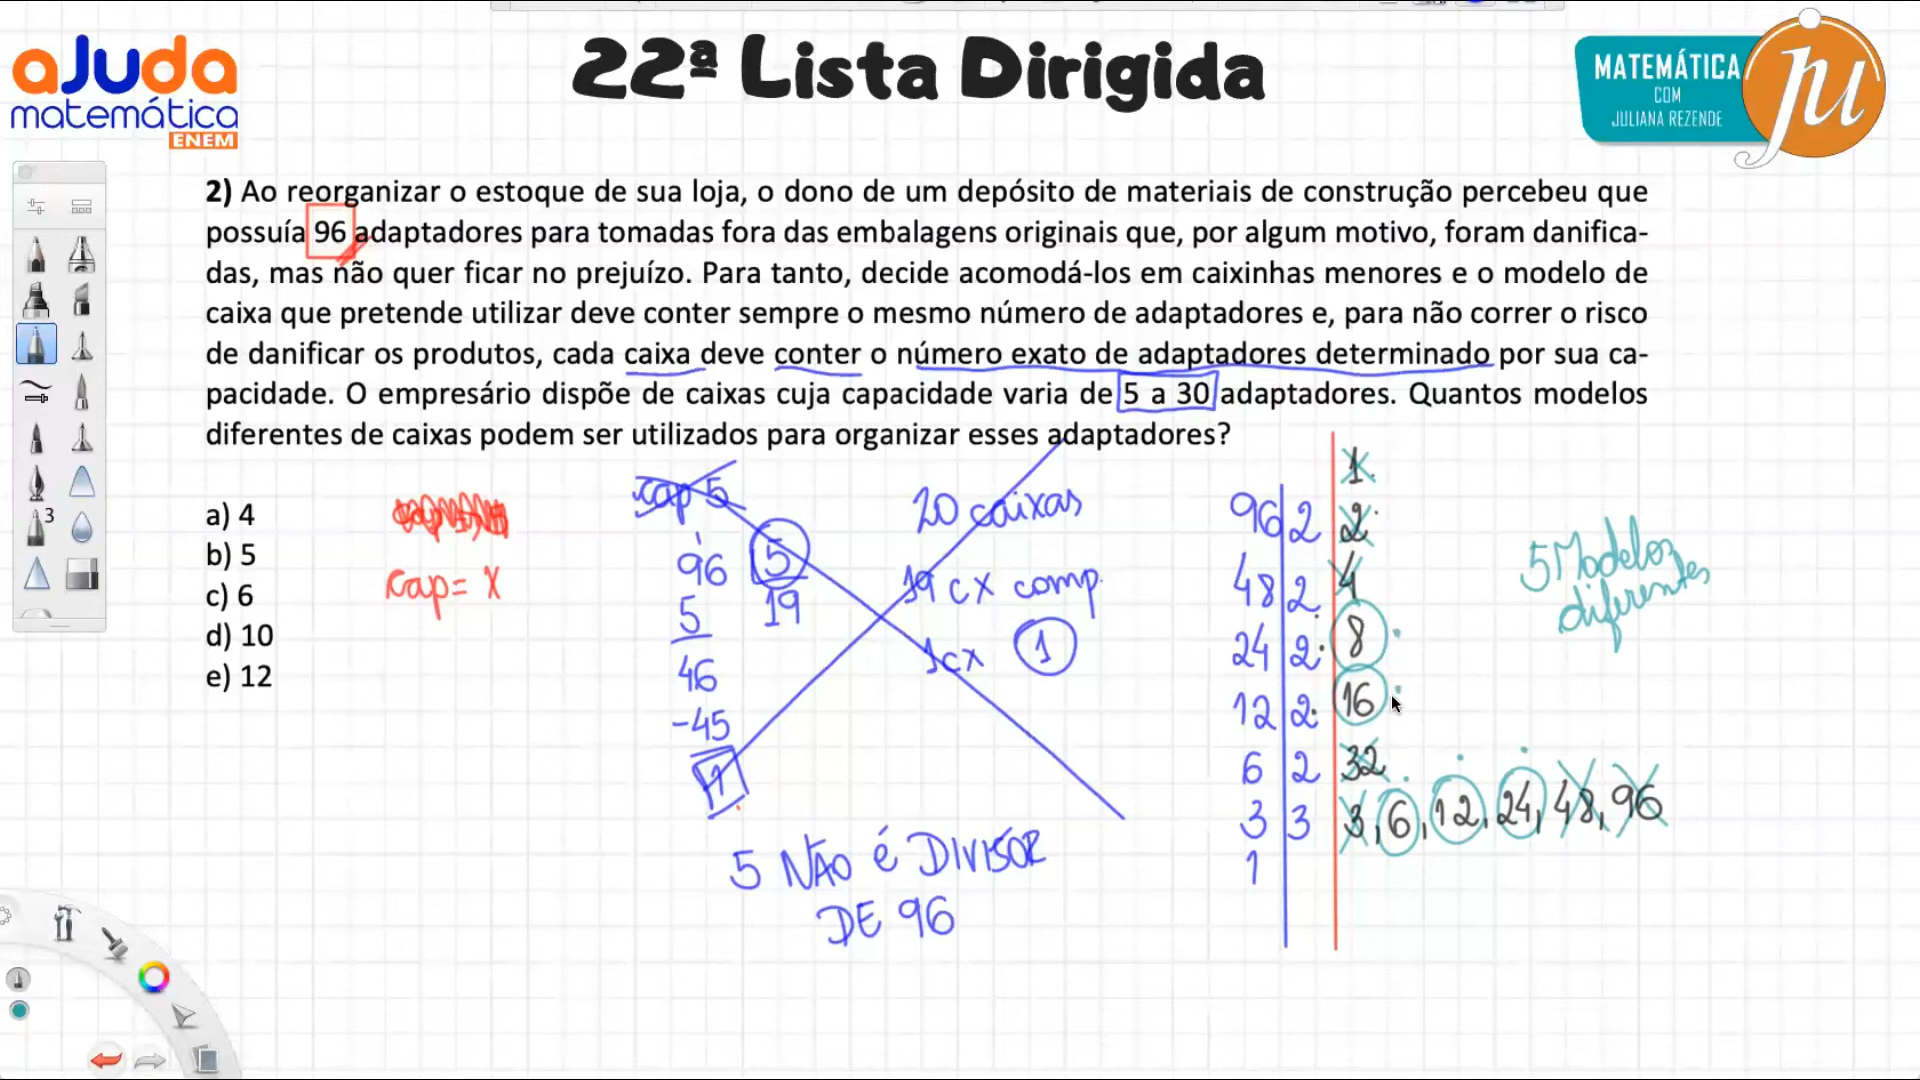 ajuda
matemática
ENEM
22ª Lista Dirigida
MATEMÁTICA
COM
JULIANA REZENDE
ju
2) Ao reorganizar o estoque de sua loja, o dono de um depósito de materiais de construção percebeu que
possuía 96 adaptadores para tomadas fora das embalagens originais que, por algum motivo, foram danifica-
das, mas não quer ficar no prejuízo. Para tanto, decide acomodá-los em caixinhas menores e o modelo de
caixa que pretende utilizar deve conter sempre o mesmo número de adaptadores e, para não correr o risco
de danificar os produtos, cada caixa deve conter o número exato de adaptadores determinado por sua ca-
pacidade. O empresário dispõe de caixas cuja capacidade varia de 5 a 30 adaptadores. Quantos modelos
diferentes de caixas podem ser utilizados para organizar esses adaptadores?
a) 4
b) 5
c) 6
d) 10
e) 12
Cap = X
cap 5
96 5
5 19
46
-45
1
20 caixas
19 cx comp.
1 cx 1
5 NÃO É DIVISOR
DE 96
1
96 2 2
48 2 4
24 2 8
12 2 16
6 2 32
3 3 3, 6, 12, 24, 48, 96
1
5 Modelos
diferentes
3